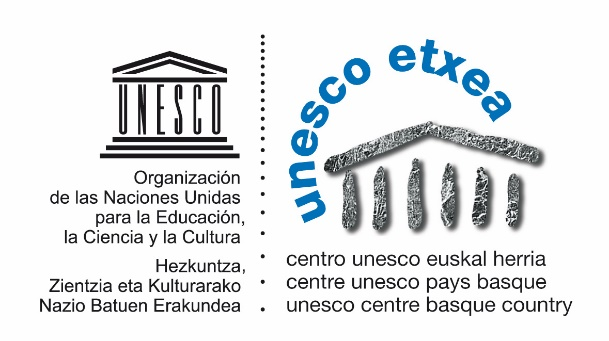 UNESCO
Organización
de las Naciones Unidas
para la Educación,
la Ciencia y la Cultura
Hezkuntza,
Zientzia eta Kulturarako
Nazio Batuen Erakundea
unesco etxea
centro unesco euskal herria
centre unesco pays basque
unesco centre basque country